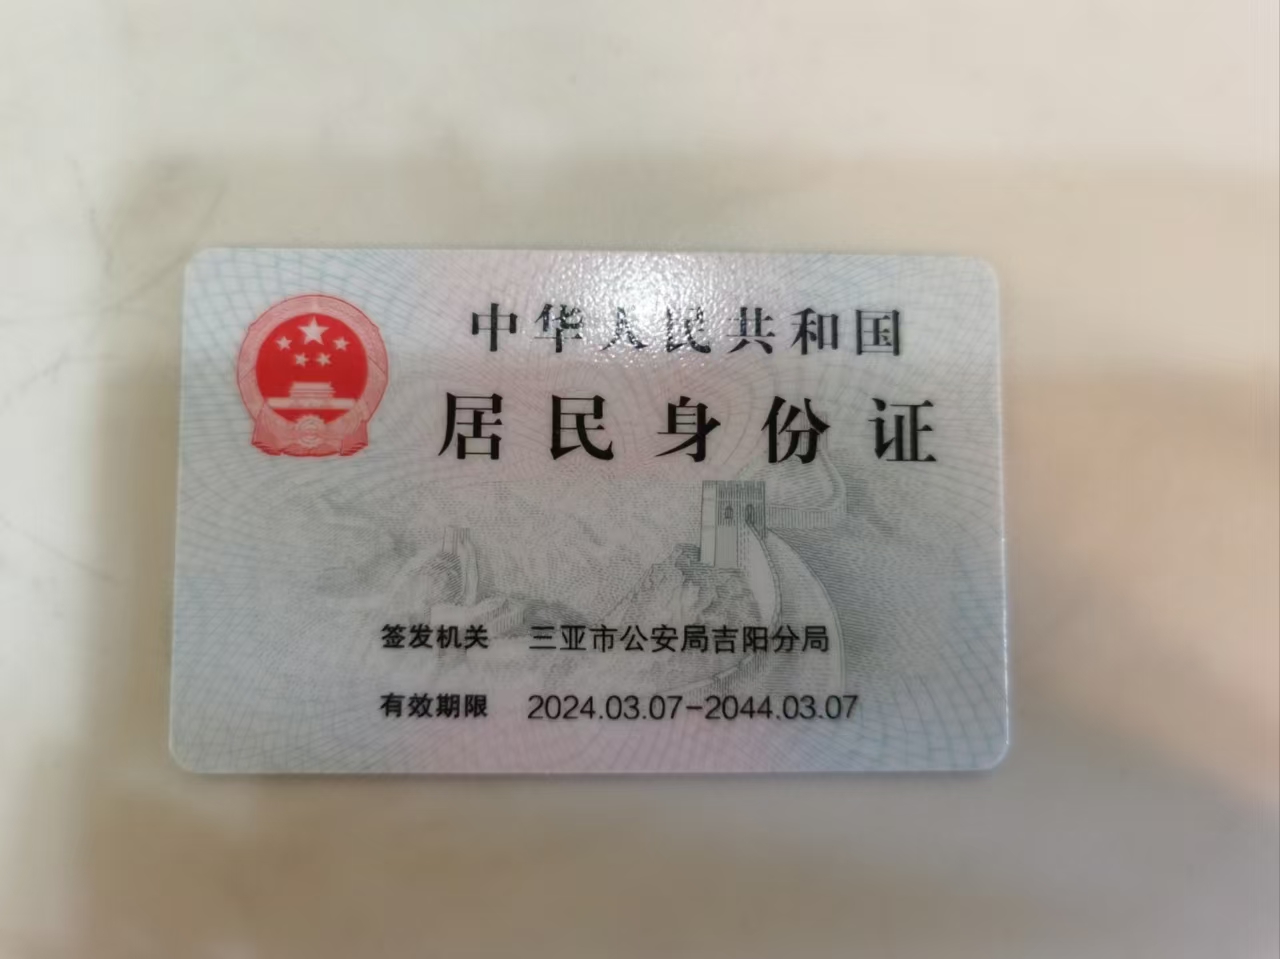 中华人民共和国
居民身份证
签发机关 三亚市公安局吉阳分局
有效期限 2024.03.07-2044.03.07